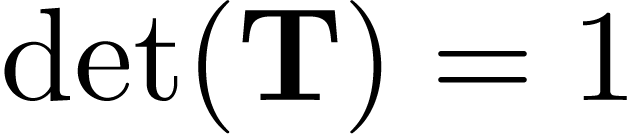 det(𝐓) = 1